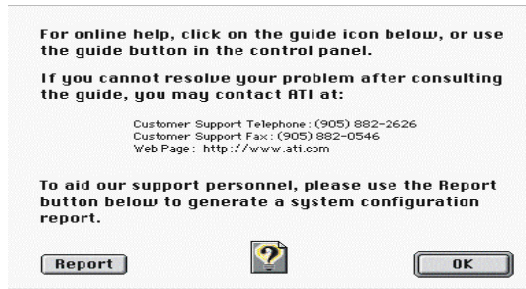 For online help, click on the guide icon below, or use
the guide button in the control panel.
If you cannot resolve your problem after consulting
the guide, you may contact ATI at:
Customer Support Telephone: (905) 882-2626
Customer Support Fax: (905) 882-0546
Web Page: http://www.ati.com
To aid our support personnel, please use the Report
button below to generate a system configuration
report.
Report
?
OK